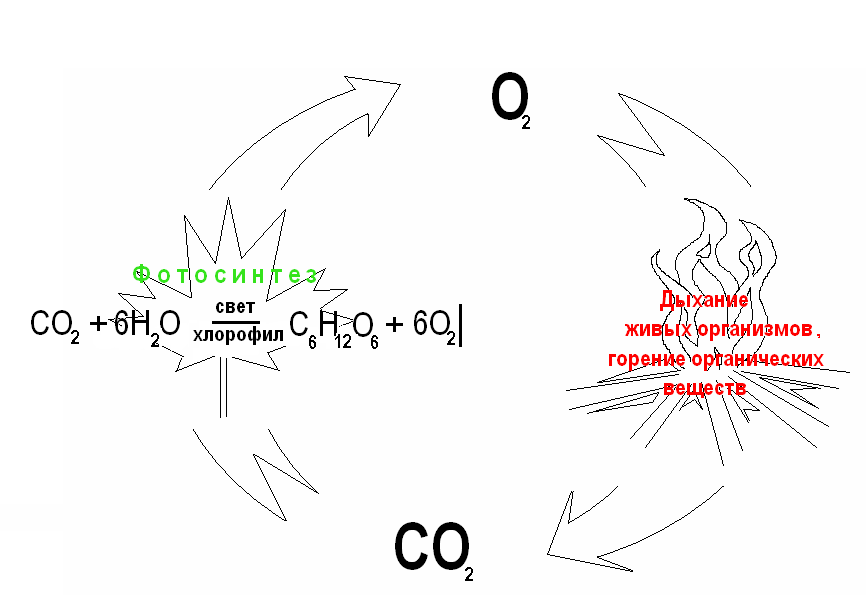 O₂
Фотосинтез
свет
CO₂ + 6H₂O хлорофил C₆H₁₂O₆ + 6O₂
Дыхание
живых организмов,
горение органических
веществ
CO₂